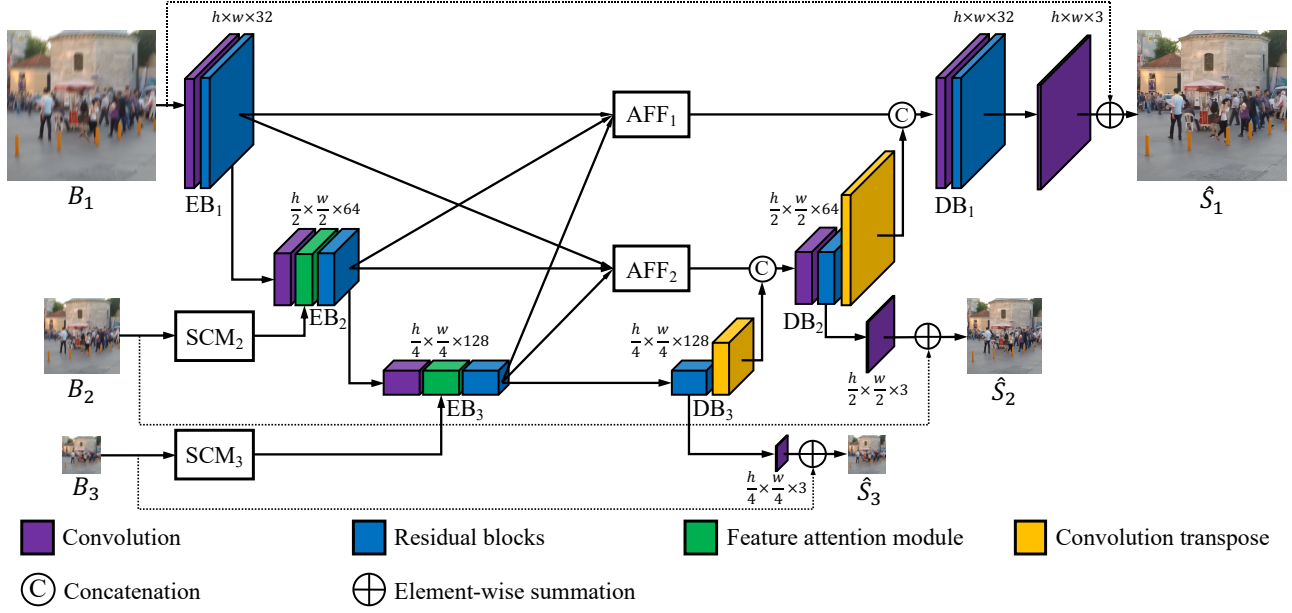 h×w×32
h×w×32
h×w×3
AFF₁
C
B₁
EB₁
DB₁
Ŝ₁
h/2 × w/2 ×64
h/2 × w/2 ×64
AFF₂
C
EB₂
DB₂
SCM₂
h/4 × w/4 ×128
h/4 × w/4 ×128
B₂
h/2 × w/2 ×3
Ŝ₂
EB₃
DB₃
SCM₃
B₃
h/4 × w/4 ×3
Ŝ₃
Convolution
Residual blocks
Feature attention module
Convolution transpose
C Concatenation
Element-wise summation